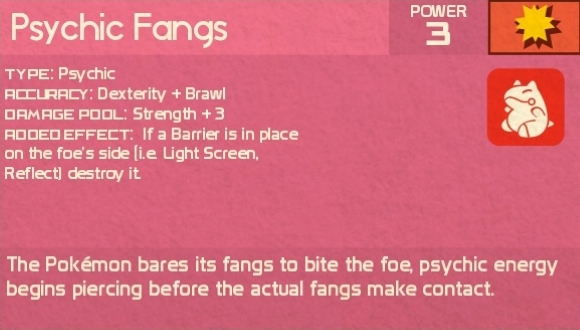 Psychic Fangs
POWER
3
TYPE: Psychic
ACCURACY: Dexterity + Brawl
DAMAGE POOL: Strength + 3
ADDED EFFECT: If a Barrier is in place
on the foe's side (i.e. Light Screen,
Reflect) destroy it.
The Pokémon bares its fangs to bite the foe, psychic energy
begins piercing before the actual fangs make contact.